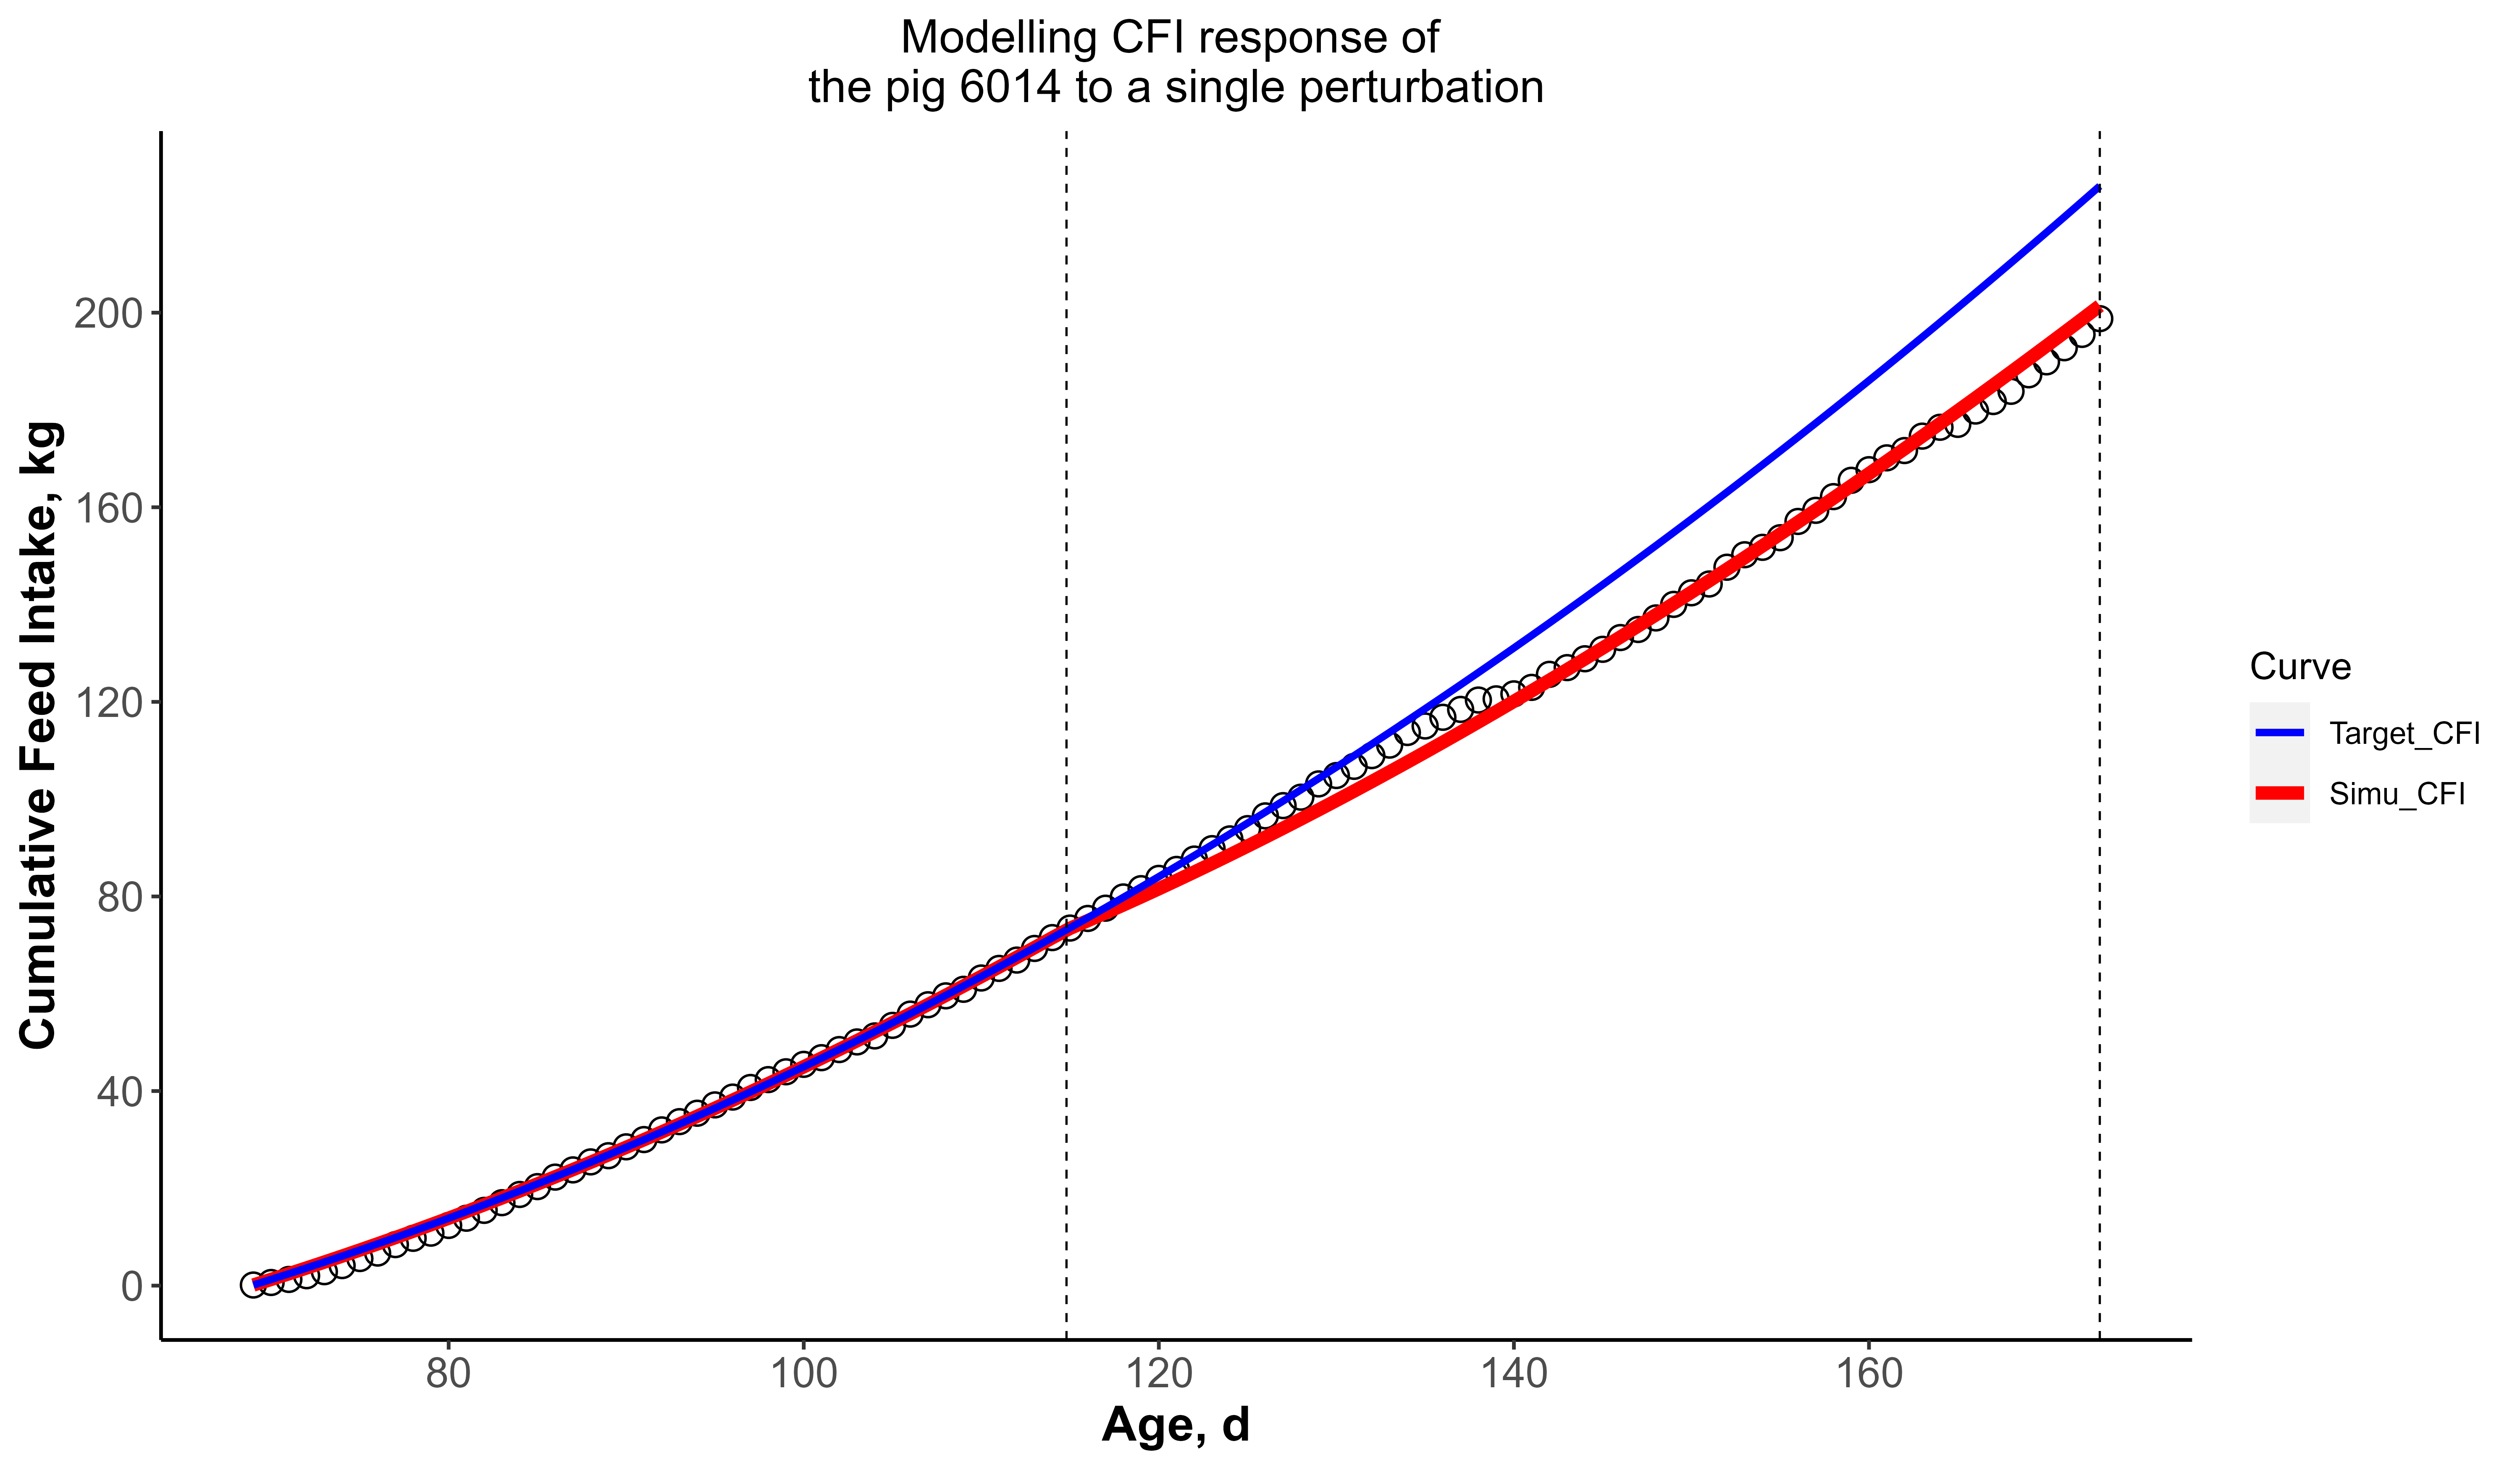 Modelling CFI response of
the pig 6014 to a single perturbation
Cumulative Feed Intake, kg
200
160
120
80
40
0
80
100
120
140
160
Age, d
Curve
Target_CFI
Simu_CFI